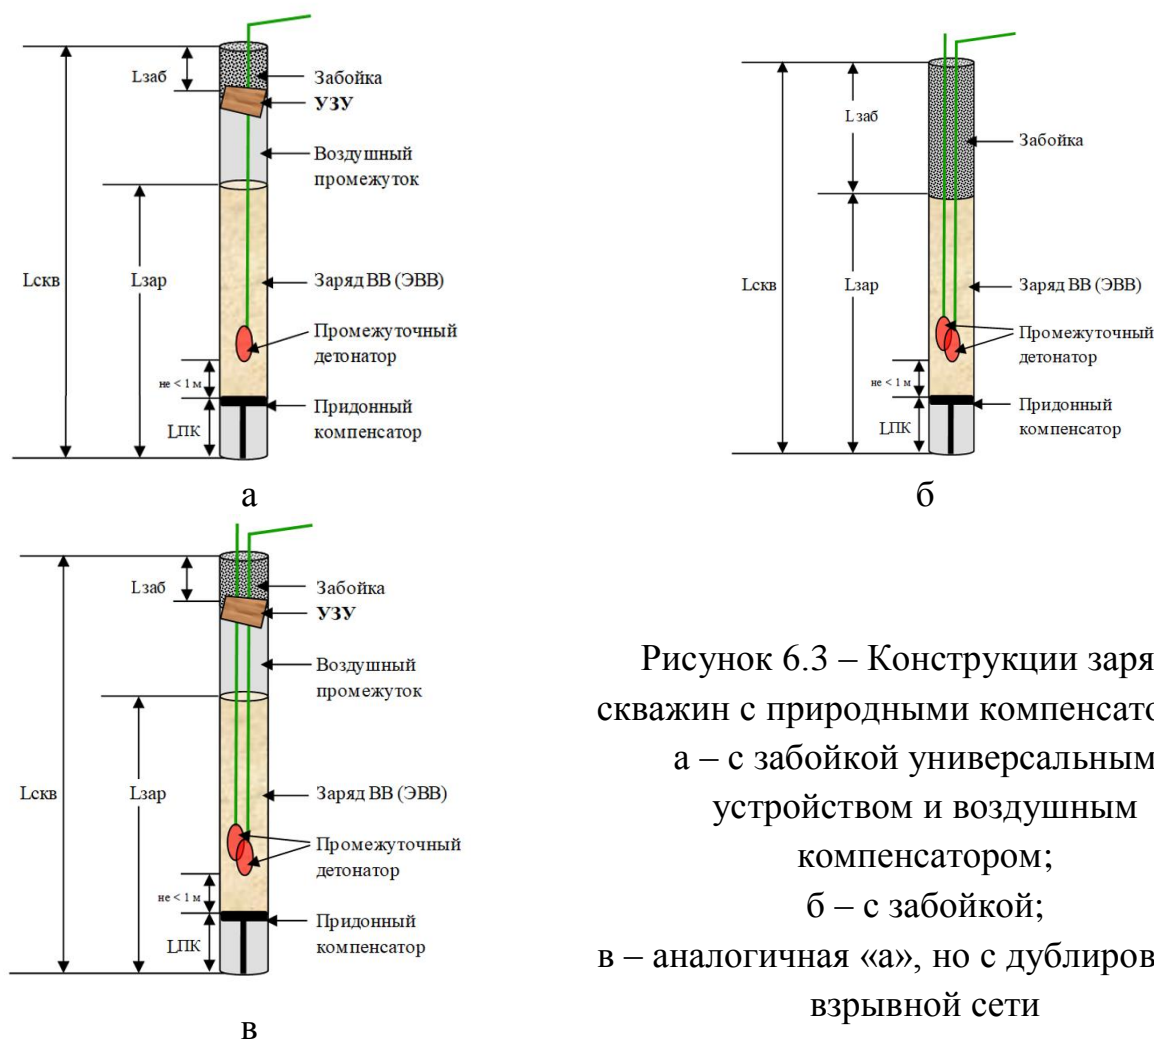 Lзаб
Забойка
УЗУ
Воздушный
промежуток
Lскв
Lзар
Заряд ВВ (ЭВВ)
Промежуточный
детонатор
не < 1 м
Придонный
компенсатор
LПК
а
L заб
Забойка
Lскв
Lзар
Заряд ВВ (ЭВВ)
Промежуточный
детонатор
не < 1 м
Придонный
компенсатор
LПК
б
Lзаб
Забойка
УЗУ
Воздушный
промежуток
Lскв
Lзар
Заряд ВВ (ЭВВ)
Промежуточный
детонатор
не < 1 м
Придонный
компенсатор
LПК
в
Рисунок 6.3 – Конструкции заря
скважин с природными компенсато
а – с забойкой универсальным
устройством и воздушным
компенсатором;
б – с забойкой;
в – аналогичная «а», но с дублиров
взрывной сети